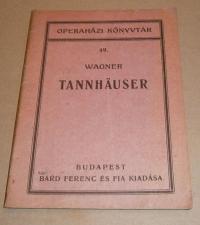 OPERAHÁZI KÖNYVTÁR
49.
WAGNER
TANNHÄUSER
BUDAPEST
BÁRD FERENC ÉS FIA KIADÁSA